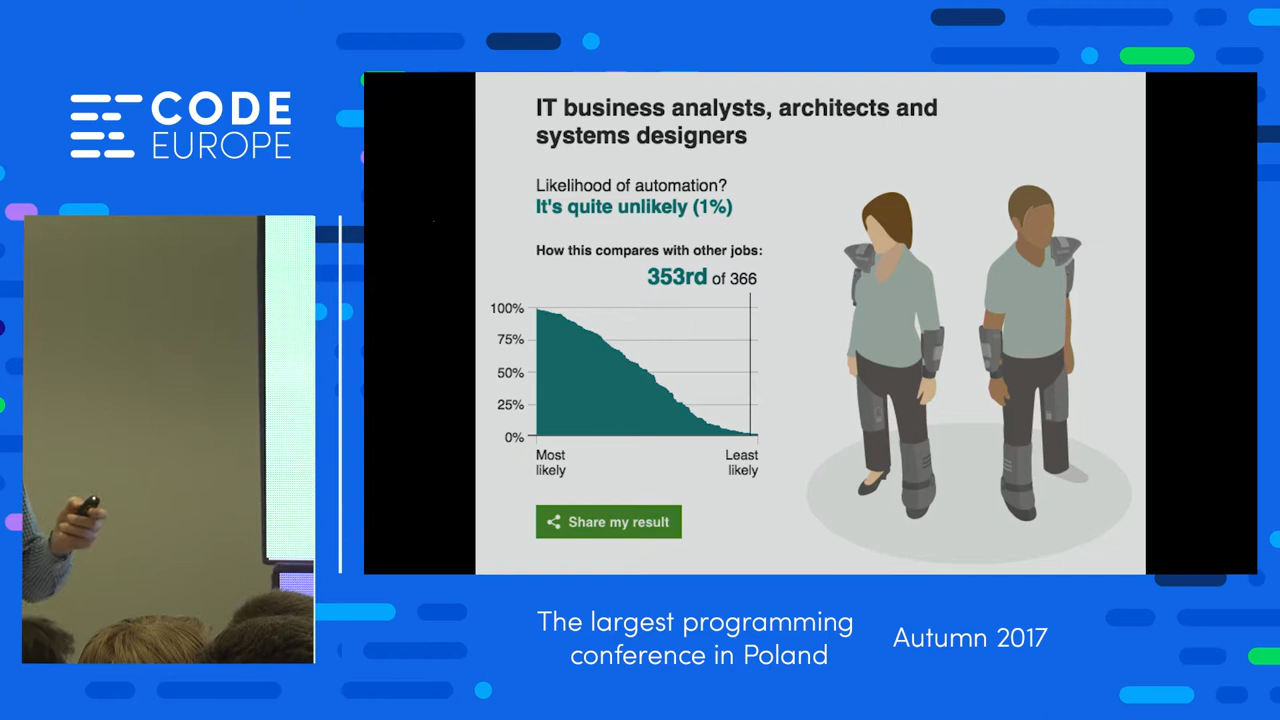 CODE
EUROPE
IT business analysts, architects and
systems designers
Likelihood of automation?
It's quite unlikely (1%)
How this compares with other jobs:
353rd of 366
100%
75%
50%
25%
0%
Most
likely
Least
likely
Share my result
The largest programming
conference in Poland
Autumn 2017